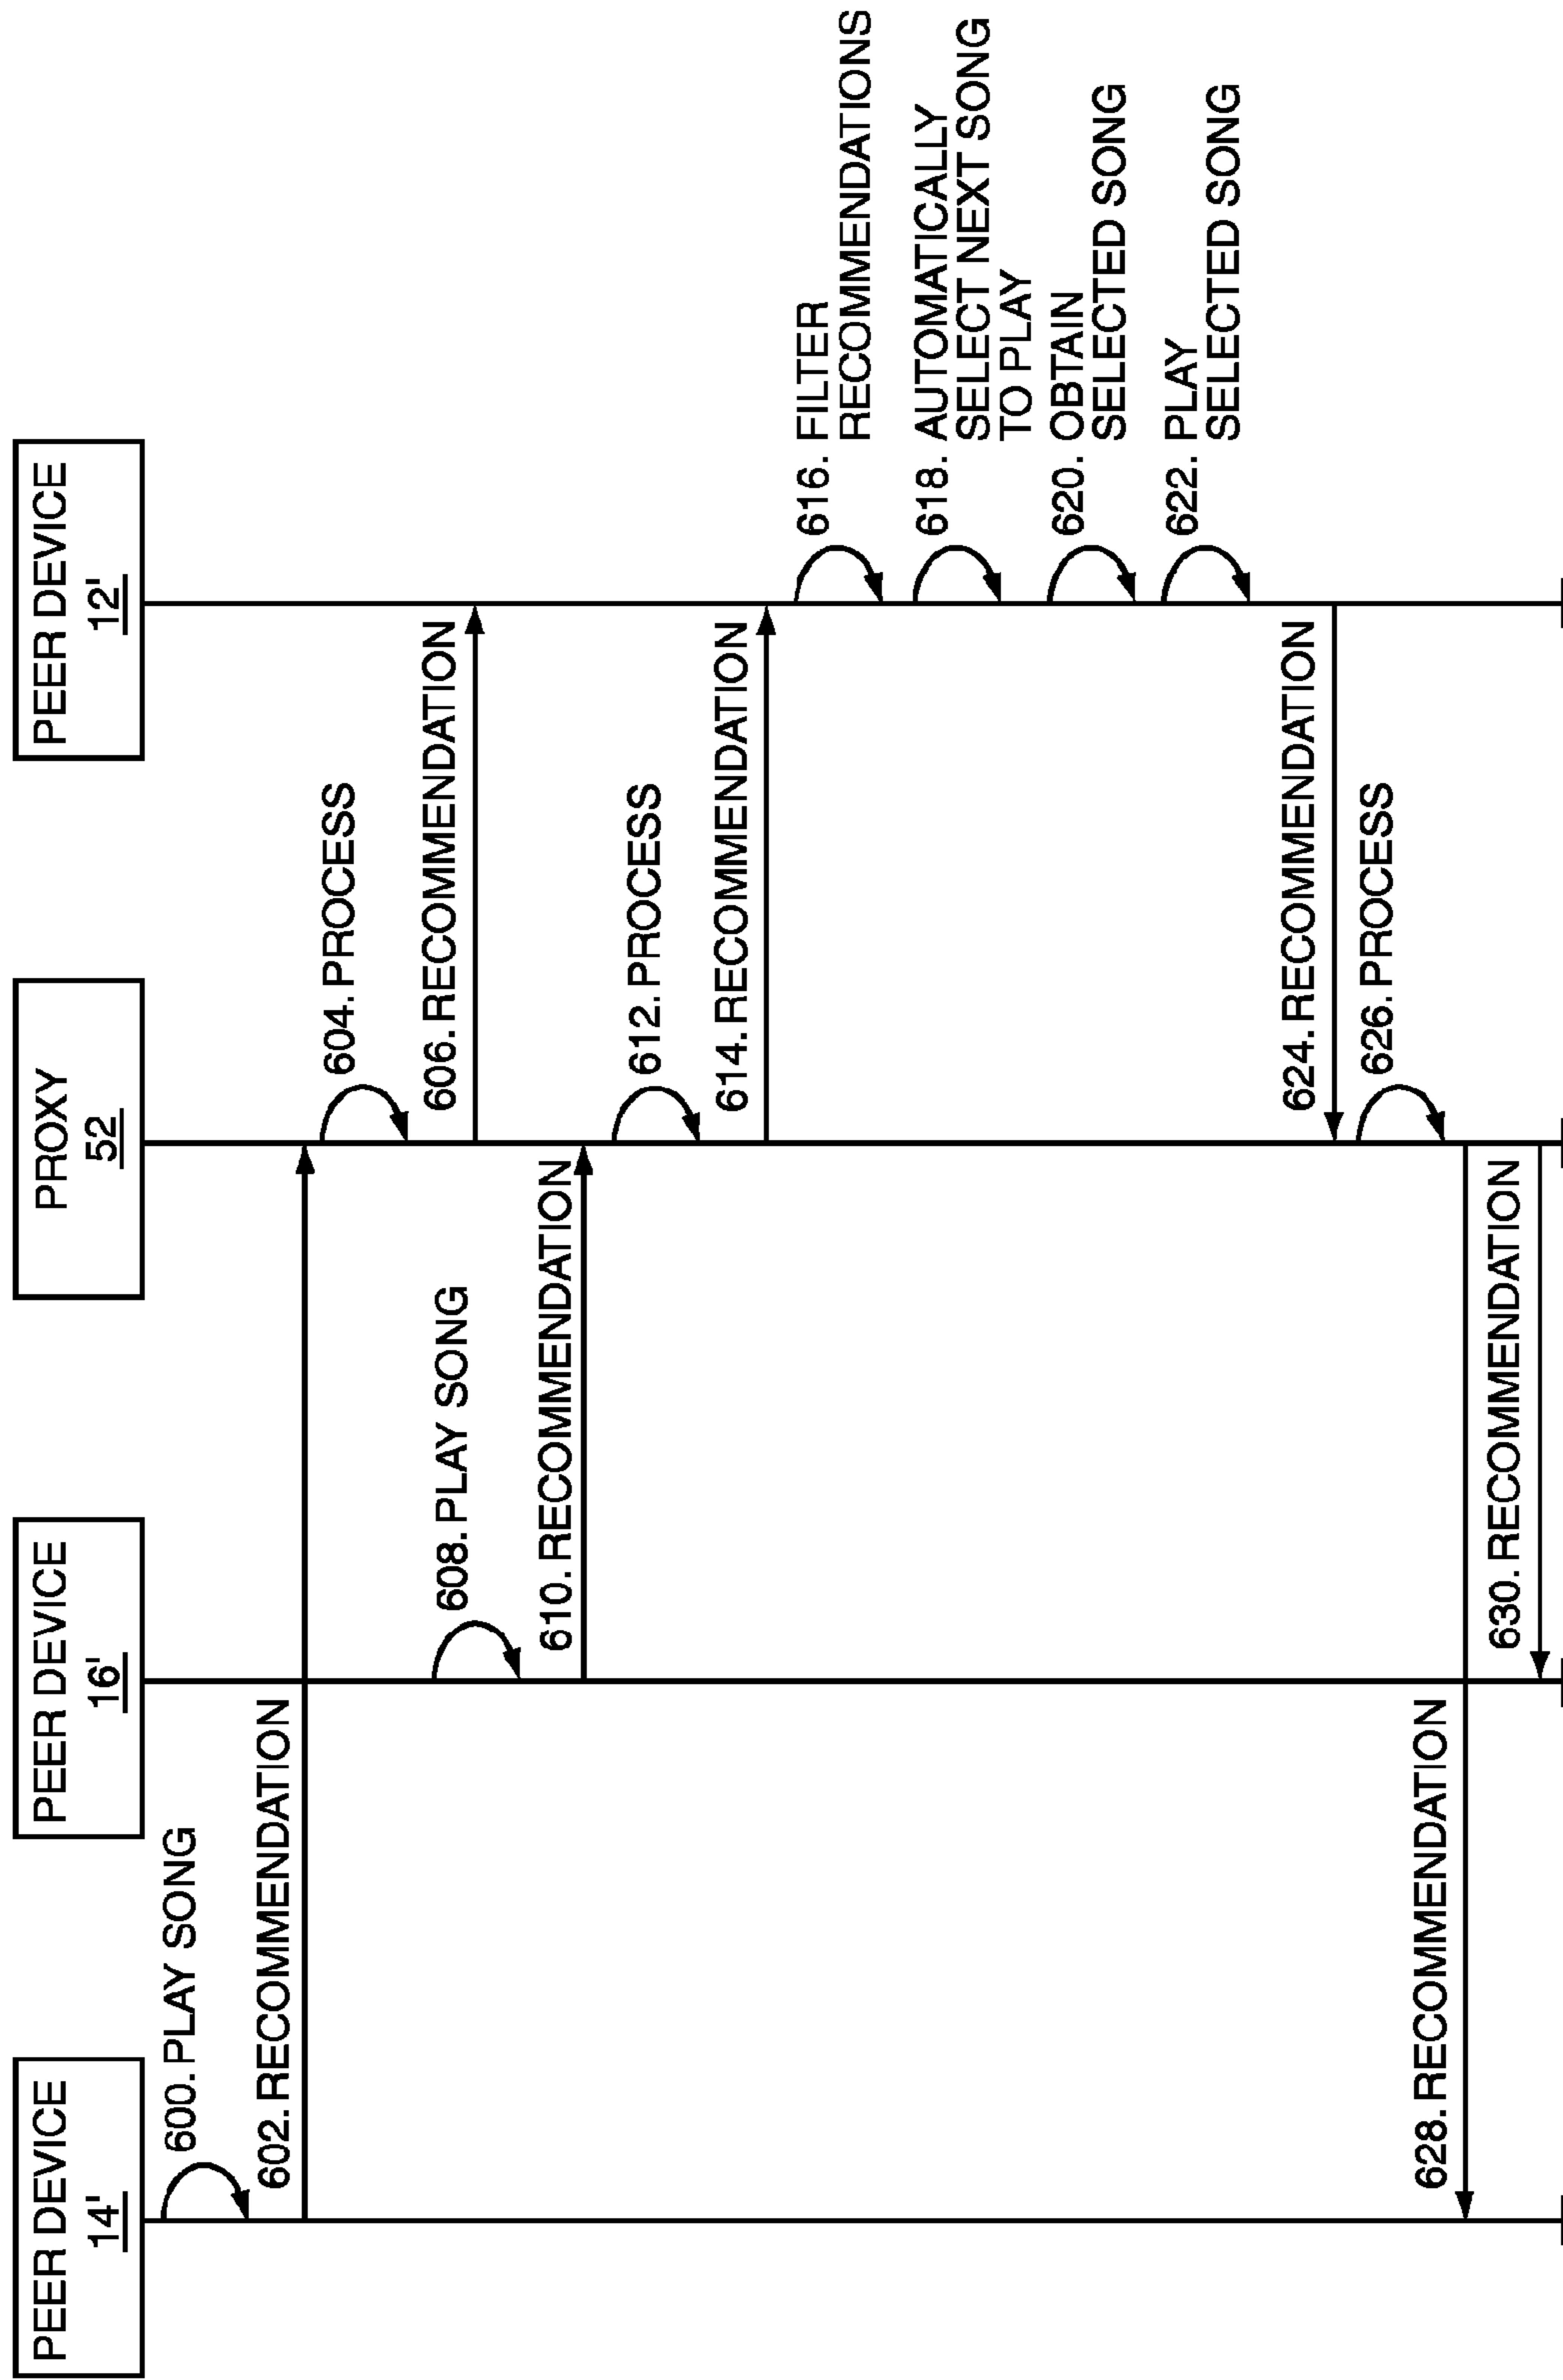 PEER DEVICE
14'
PEER DEVICE
16'
PROXY
52
PEER DEVICE
12'
600. PLAY SONG
602. RECOMMENDATION
604. PROCESS
606. RECOMMENDATION
608. PLAY SONG
610. RECOMMENDATION
612. PROCESS
614. RECOMMENDATION
616. FILTER
RECOMMENDATIONS
618. AUTOMATICALLY
SELECT NEXT SONG
TO PLAY
620. OBTAIN
SELECTED SONG
622. PLAY
SELECTED SONG
624. RECOMMENDATION
626. PROCESS
628. RECOMMENDATION
630. RECOMMENDATION